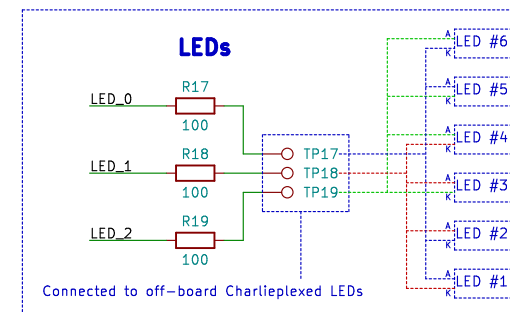 LEDs
R17
LED_0
100
R18
LED_1
100
R19
LED_2
100
TP17
TP18
TP19
Connected to off-board Charlieplexed LEDs
A
K
LED #6
A
K
LED #5
A
K
LED #4
A
K
LED #3
A
K
LED #2
A
K
LED #1